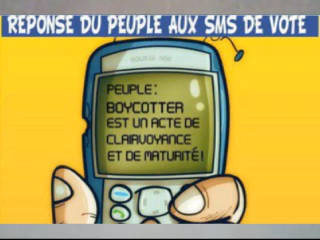 REPONSE DU PEUPLE AUX SMS DE VOTE
PEUPLE:
BOYCOTTER
EST UN ACTE DE
CLAIRVOYANCE
ET DE MATURITÉ!